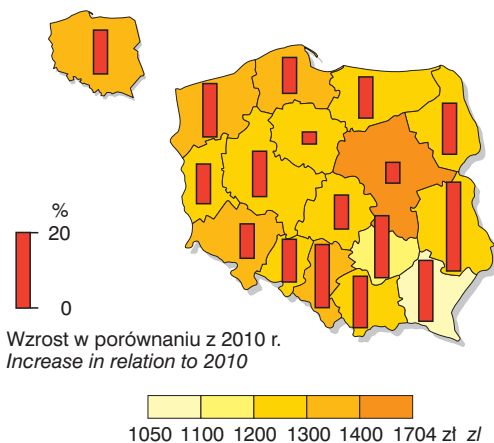 %
20
0
Wzrost w porównaniu z 2010 r.
Increase in relation to 2010
1050 1100 1200 1300 1400 1704 zł zl